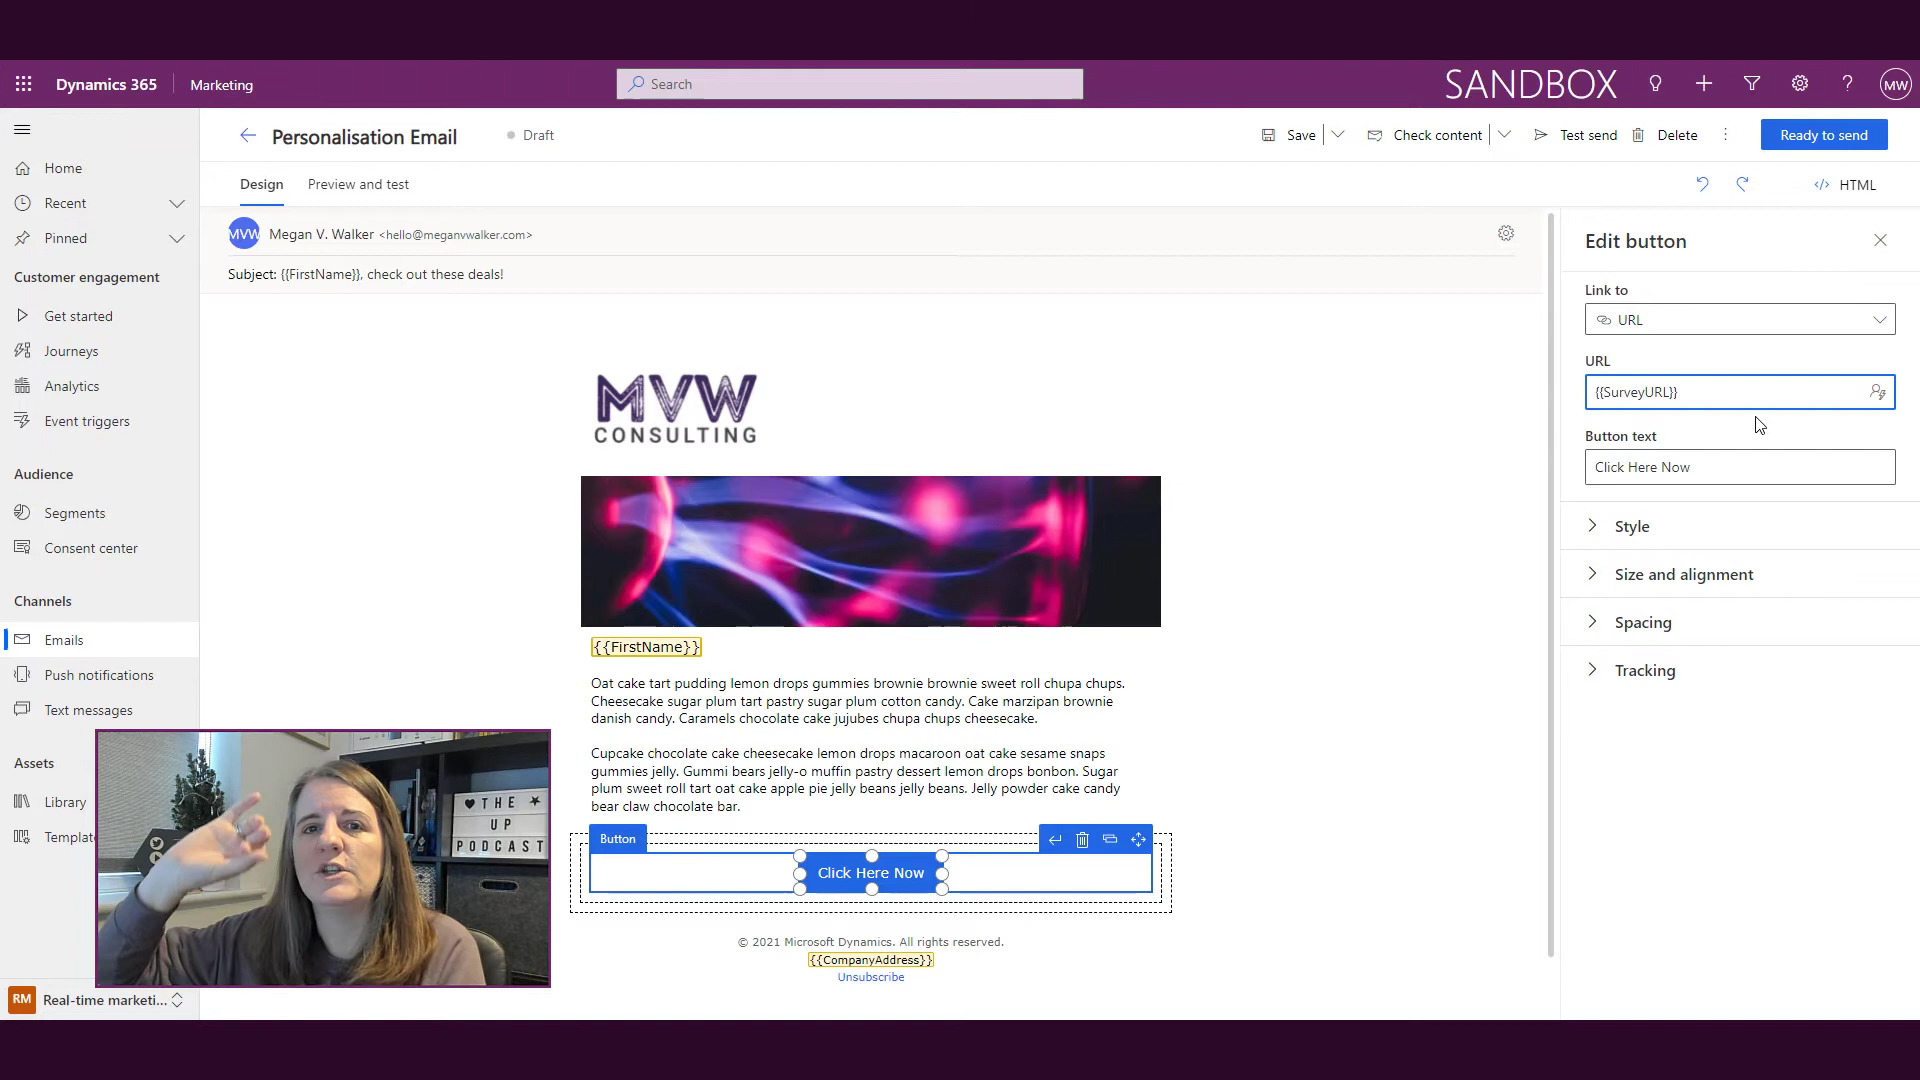 Dynamics 365
Marketing
Search
SANDBOX
MW
Personalisation Email
Draft
Save
Check content
Test send
Delete
Ready to send
Home
Recent
Pinned
Customer engagement
Get started
Journeys
Analytics
Event triggers
Audience
Segments
Consent center
Channels
Emails
Push notifications
Text messages
Assets
Library
Templat
RM
Real-time marketi...
Design
Preview and test
HTML
MVW
Megan V. Walker <hello@meganvwalker.com>
Subject: {{FirstName}}, check out these deals!
MVW
CONSULTING
{{FirstName}}
Oat cake tart pudding lemon drops gummies brownie brownie sweet roll chupa chups.
Cheesecake sugar plum tart pastry sugar plum cotton candy. Cake marzipan brownie
danish candy. Caramels chocolate cake jujubes chupa chups cheesecake.
Cupcake chocolate cake cheesecake lemon drops macaroon oat cake sesame snaps
gummies jelly. Gummi bears jelly-o muffin pastry dessert lemon drops bonbon. Sugar
plum sweet roll tart oat cake apple pie jelly beans jelly beans. Jelly powder cake candy
bear claw chocolate bar.
Button
Click Here Now
© 2021 Microsoft Dynamics. All rights reserved.
{{CompanyAddress}}
Unsubscribe
Edit button
Link to
URL
URL
{{SurveyURL}}
Button text
Click Here Now
Style
Size and alignment
Spacing
Tracking
THE
UP
PODCAST